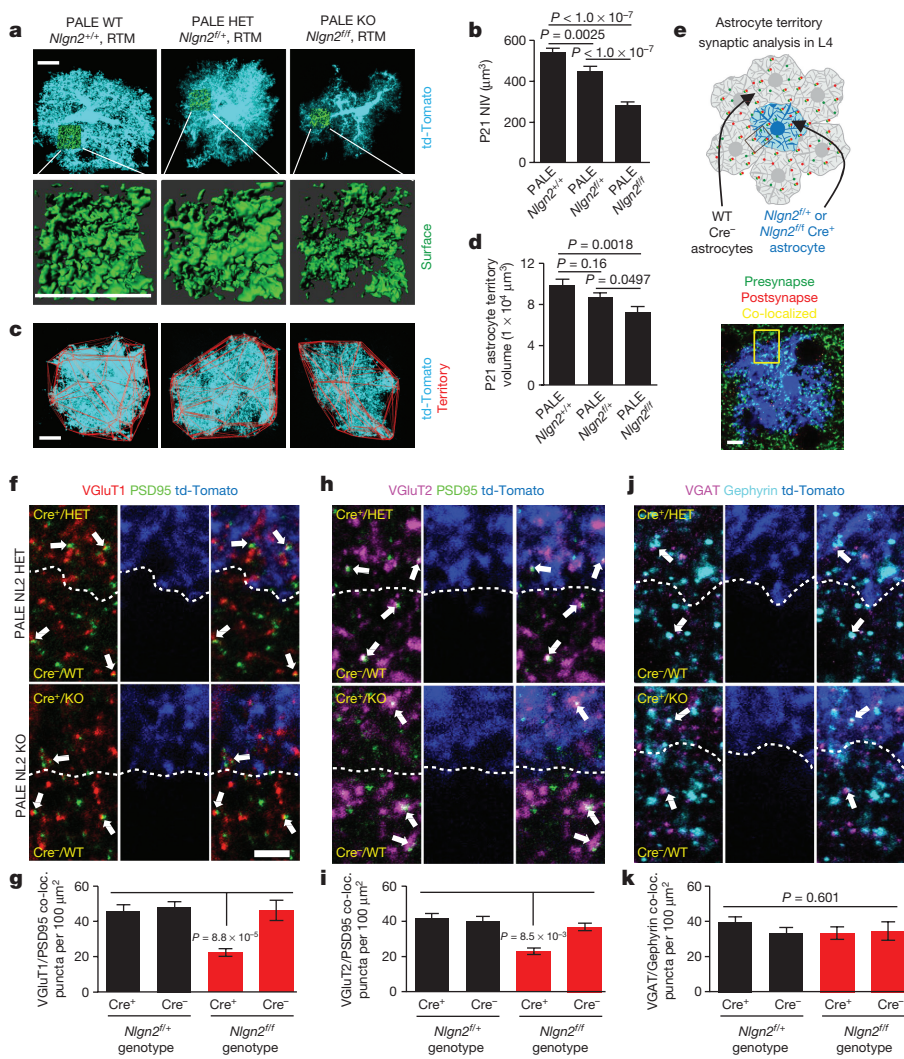 a
PALE WT
Nlgn2+/+, RTM
PALE HET
Nlgn2f/+, RTM
PALE KO
Nlgn2f/f, RTM
td-Tomato
Surface
b
P < 1.0 × 10−7
P = 0.0025
P < 1.0 × 10−7
P21 NIV (μm3)
600
400
200
0
PALE
Nlgn2+/+
PALE
Nlgn2f/+
PALE
Nlgn2f/f
c
td-Tomato
Territory
d
P = 0.0018
P = 0.16
P = 0.0497
P21 astrocyte territory
volume (1 × 10⁴ μm3)
12
8
4
0
PALE
Nlgn2+/+
PALE
Nlgn2f/+
PALE
Nlgn2f/f
e
Astrocyte territory
synaptic analysis in L4
WT
Cre−
astrocytes
Nlgn2f/+ or
Nlgn2f/f Cre+
astrocyte
Presynapse
Postsynapse
Co-localized
f
VGluT1 PSD95 td-Tomato
PALE NL2 HET
Cre+/HET
Cre−/WT
PALE NL2 KO
Cre+/KO
Cre−/WT
h
VGluT2 PSD95 td-Tomato
Cre+/HET
Cre−/WT
Cre+/KO
Cre−/WT
j
VGAT Gephyrin td-Tomato
Cre+/HET
Cre−/WT
Cre+/KO
Cre−/WT
g
VGluT1/PSD95 co-loc.
puncta per 100 μm2
60
40
20
0
P = 8.8 × 10−5
Cre+ Cre− Cre+ Cre−
Nlgn2f/+
genotype
Nlgn2f/f
genotype
i
VGluT2/PSD95 co-loc.
puncta per 100 μm2
60
40
20
0
P = 8.5 × 10−3
Cre+ Cre− Cre+ Cre−
Nlgn2f/+
genotype
Nlgn2f/f
genotype
k
VGAT/Gephyrin co-loc.
puncta per 100 μm2
60
40
20
0
P = 0.601
Cre+ Cre− Cre+ Cre−
Nlgn2f/+
genotype
Nlgn2f/f
genotype